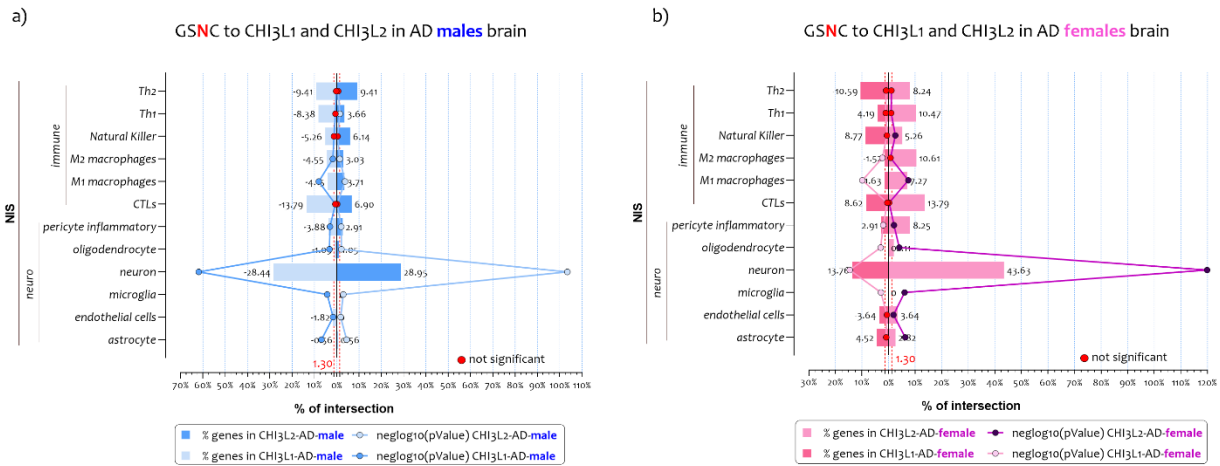 a)
GSNC to CHI3L1 and CHI3L2 in AD males brain
NIS
immune
neuro
Th2
-9.41
9.41
Th1
-8.38
3.66
Natural Killer
-5.26
6.14
M2 macrophages
-4.55
3.03
M1 macrophages
3.71
CTLs
-13.79
6.90
pericyte inflammatory
-3.88
2.91
oligodendrocyte
neuron
-28.44
28.95
microglia
endothelial cells
-1.82
astrocyte
1.30
not significant
70% 60% 50% 40% 30% 20% 10% 0% 10% 20% 30% 40% 50% 60% 70% 80% 90% 100% 110%
% of intersection
% genes in CHI3L2-AD-male
neglog10(pValue) CHI3L2-AD-male
% genes in CHI3L1-AD-male
neglog10(pValue) CHI3L1-AD-male
b)
GSNC to CHI3L1 and CHI3L2 in AD females brain
NIS
immune
neuro
Th2
10.59
8.24
Th1
4.19
10.47
Natural Killer
8.77
5.26
M2 macrophages
10.61
M1 macrophages
7.27
CTLs
8.62
13.79
pericyte inflammatory
2.91
8.25
oligodendrocyte
neuron
13.76
43.63
microglia
0
endothelial cells
3.64
3.64
astrocyte
4.52
1.30
not significant
30% 20% 10% 0% 10% 20% 30% 40% 50% 60% 70% 80% 90% 100% 110% 120%
% of intersection
% genes in CHI3L2-AD-female
neglog10(pValue) CHI3L2-AD-female
% genes in CHI3L1-AD-female
neglog10(pValue) CHI3L1-AD-female